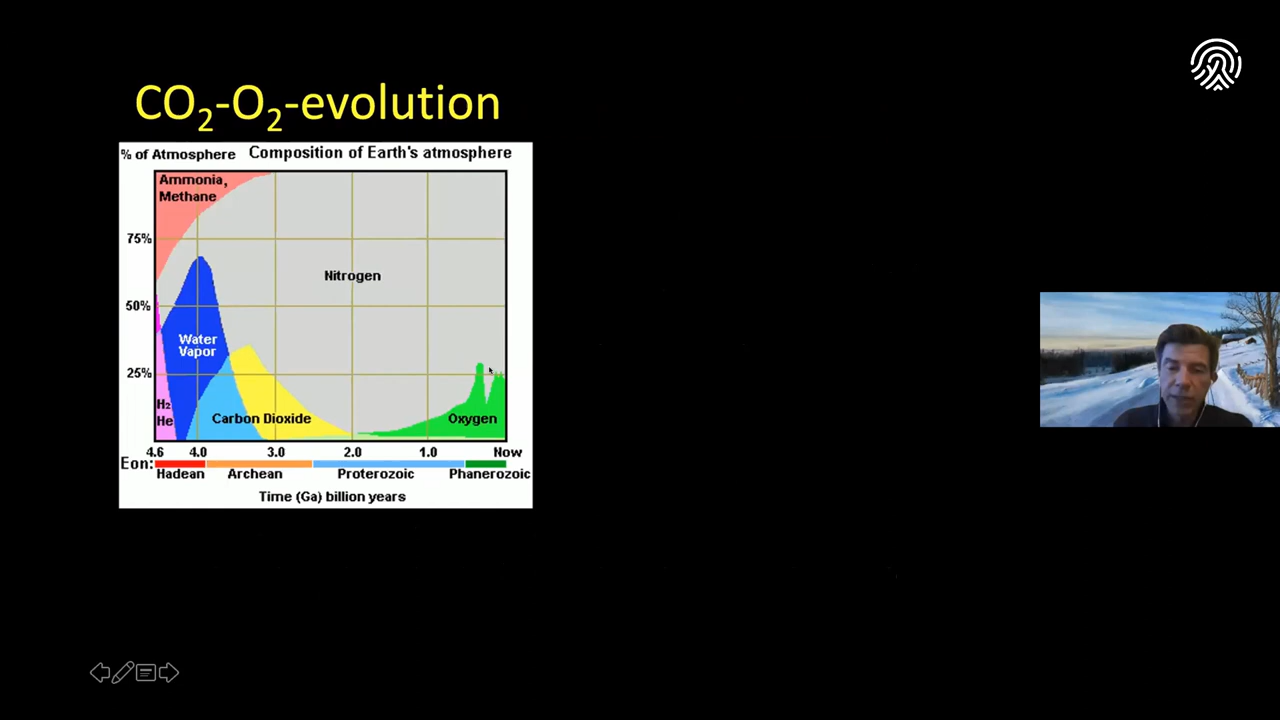 CO₂-O₂-evolution
% of Atmosphere Composition of Earth's atmosphere
Ammonia,
Methane
75%
Nitrogen
50%
Water
Vapor
25%
H₂
He
Carbon Dioxide
Oxygen
4.6 4.0 3.0 2.0 1.0 Now
Eon:
Hadean Archean Proterozoic Phanerozoic
Time (Ga) billion years